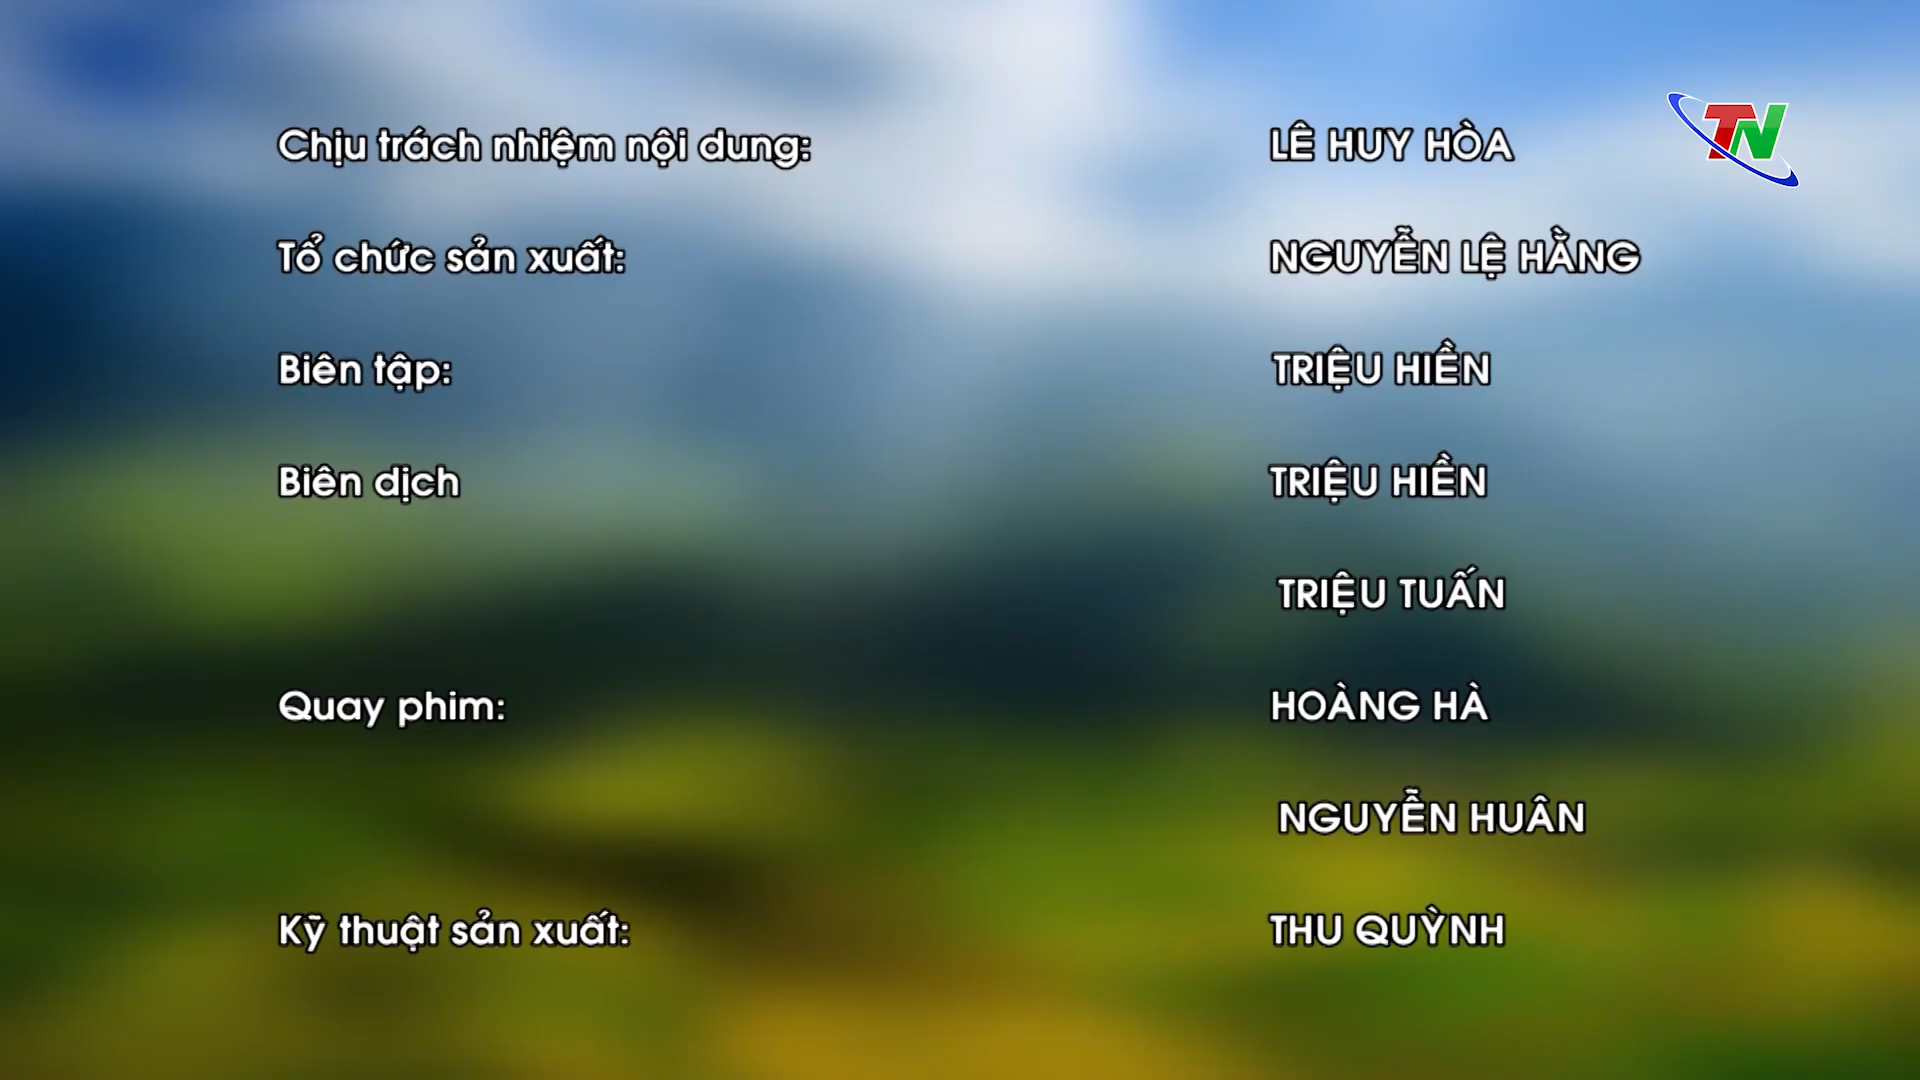 Chịu trách nhiệm nội dung: LÊ HUY HÒA
TN
Tổ chức sản xuất: NGUYỄN LỆ HẰNG
Biên tập: TRIỆU HIỀN
Biên dịch TRIỆU HIỀN
TRIỆU TUẤN
Quay phim: HOÀNG HÀ
NGUYỄN HUÂN
Kỹ thuật sản xuất: THU QUỲNH